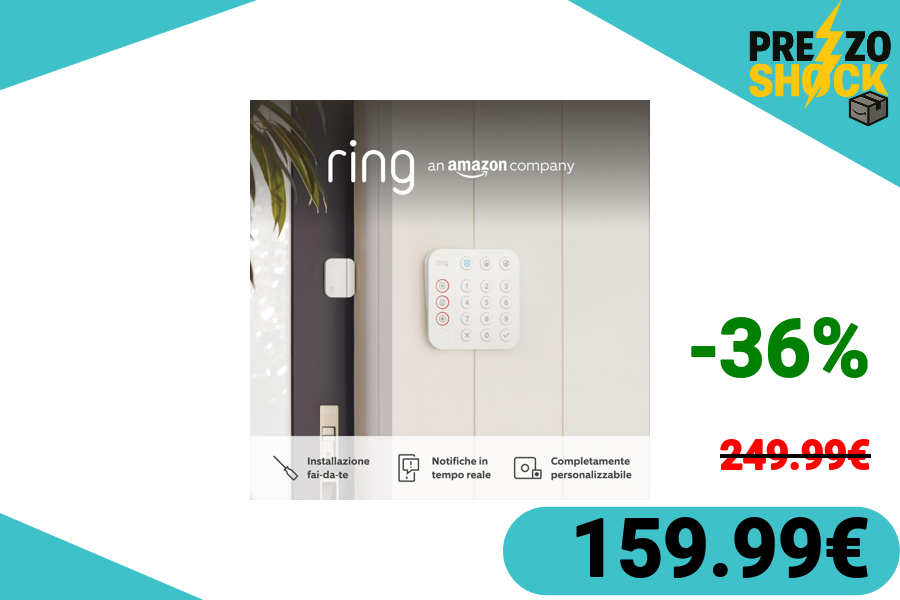 PREZZO
SHOCK
ring an amazon company
ring
1 2 3
4 5 6
7 8 9
0
Installazione
fai-da-te
Notifiche in
tempo reale
Completamente
personalizzabile
-36%
249.99€
159.99€